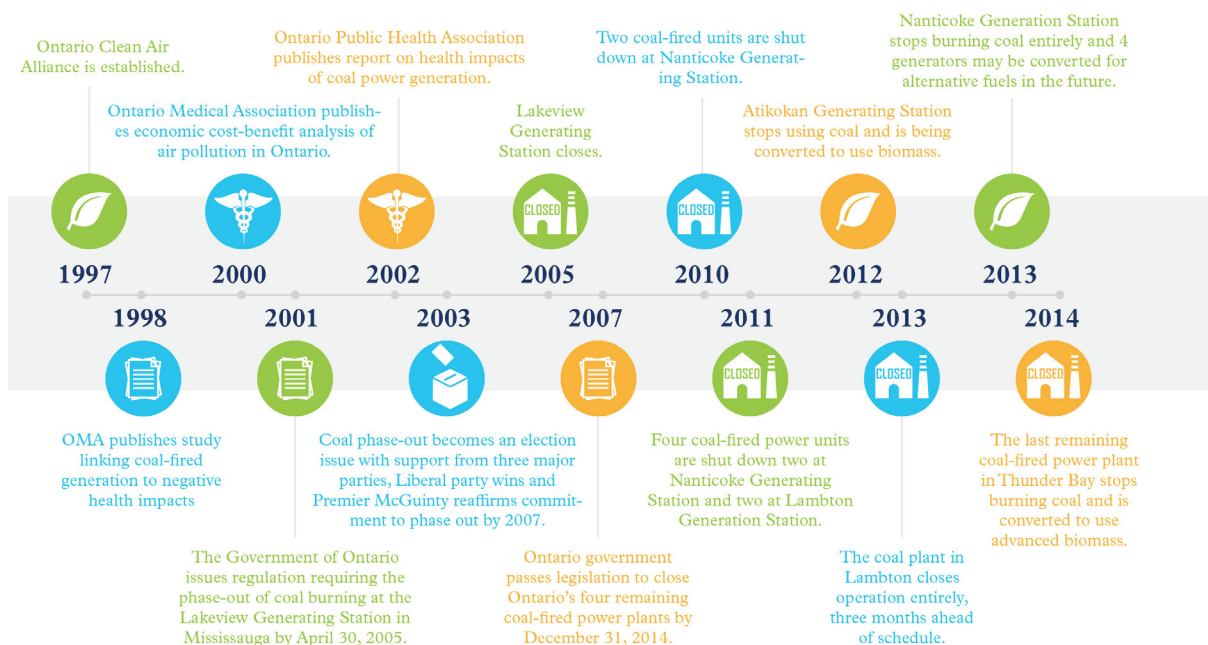 Ontario Clean Air
Alliance is established.
Ontario Medical Association publish-
es economic cost-benefit analysis of
air pollution in Ontario.
Ontario Public Health Association
publishes report on health impacts
of coal power generation.
Lakeview
Generating
Station closes.
Two coal-fired units are shut
down at Nanticoke Generat-
ing Station.
Atikokan Generating Station
stops using coal and is being
converted to use biomass.
Nanticoke Generation Station
stops burning coal entirely and 4
generators may be converted for
alternative fuels in the future.
CLOSED
CLOSED
1997
2000
2002
2005
2010
2012
2013
1998
2001
2003
2007
2011
2013
2014
CLOSED
CLOSED
CLOSED
OMA publishes study
linking coal-fired
generation to negative
health impacts
The Government of Ontario
issues regulation requiring the
phase-out of coal burning at the
Lakeview Generating Station in
Mississauga by April 30, 2005.
Coal phase-out becomes an election
issue with support from three major
parties, Liberal party wins and
Premier McGuinty reaffirms commit-
ment to phase out by 2007.
Ontario government
passes legislation to close
Ontario’s four remaining
coal-fired power plants by
December 31, 2014.
Four coal-fired power units
are shut down two at
Nanticoke Generating
Station and two at Lambton
Generation Station.
The coal plant in
Lambton closes
operation entirely,
three months ahead
of schedule.
The last remaining
coal-fired power plant
in Thunder Bay stops
burning coal and is
converted to use
advanced biomass.